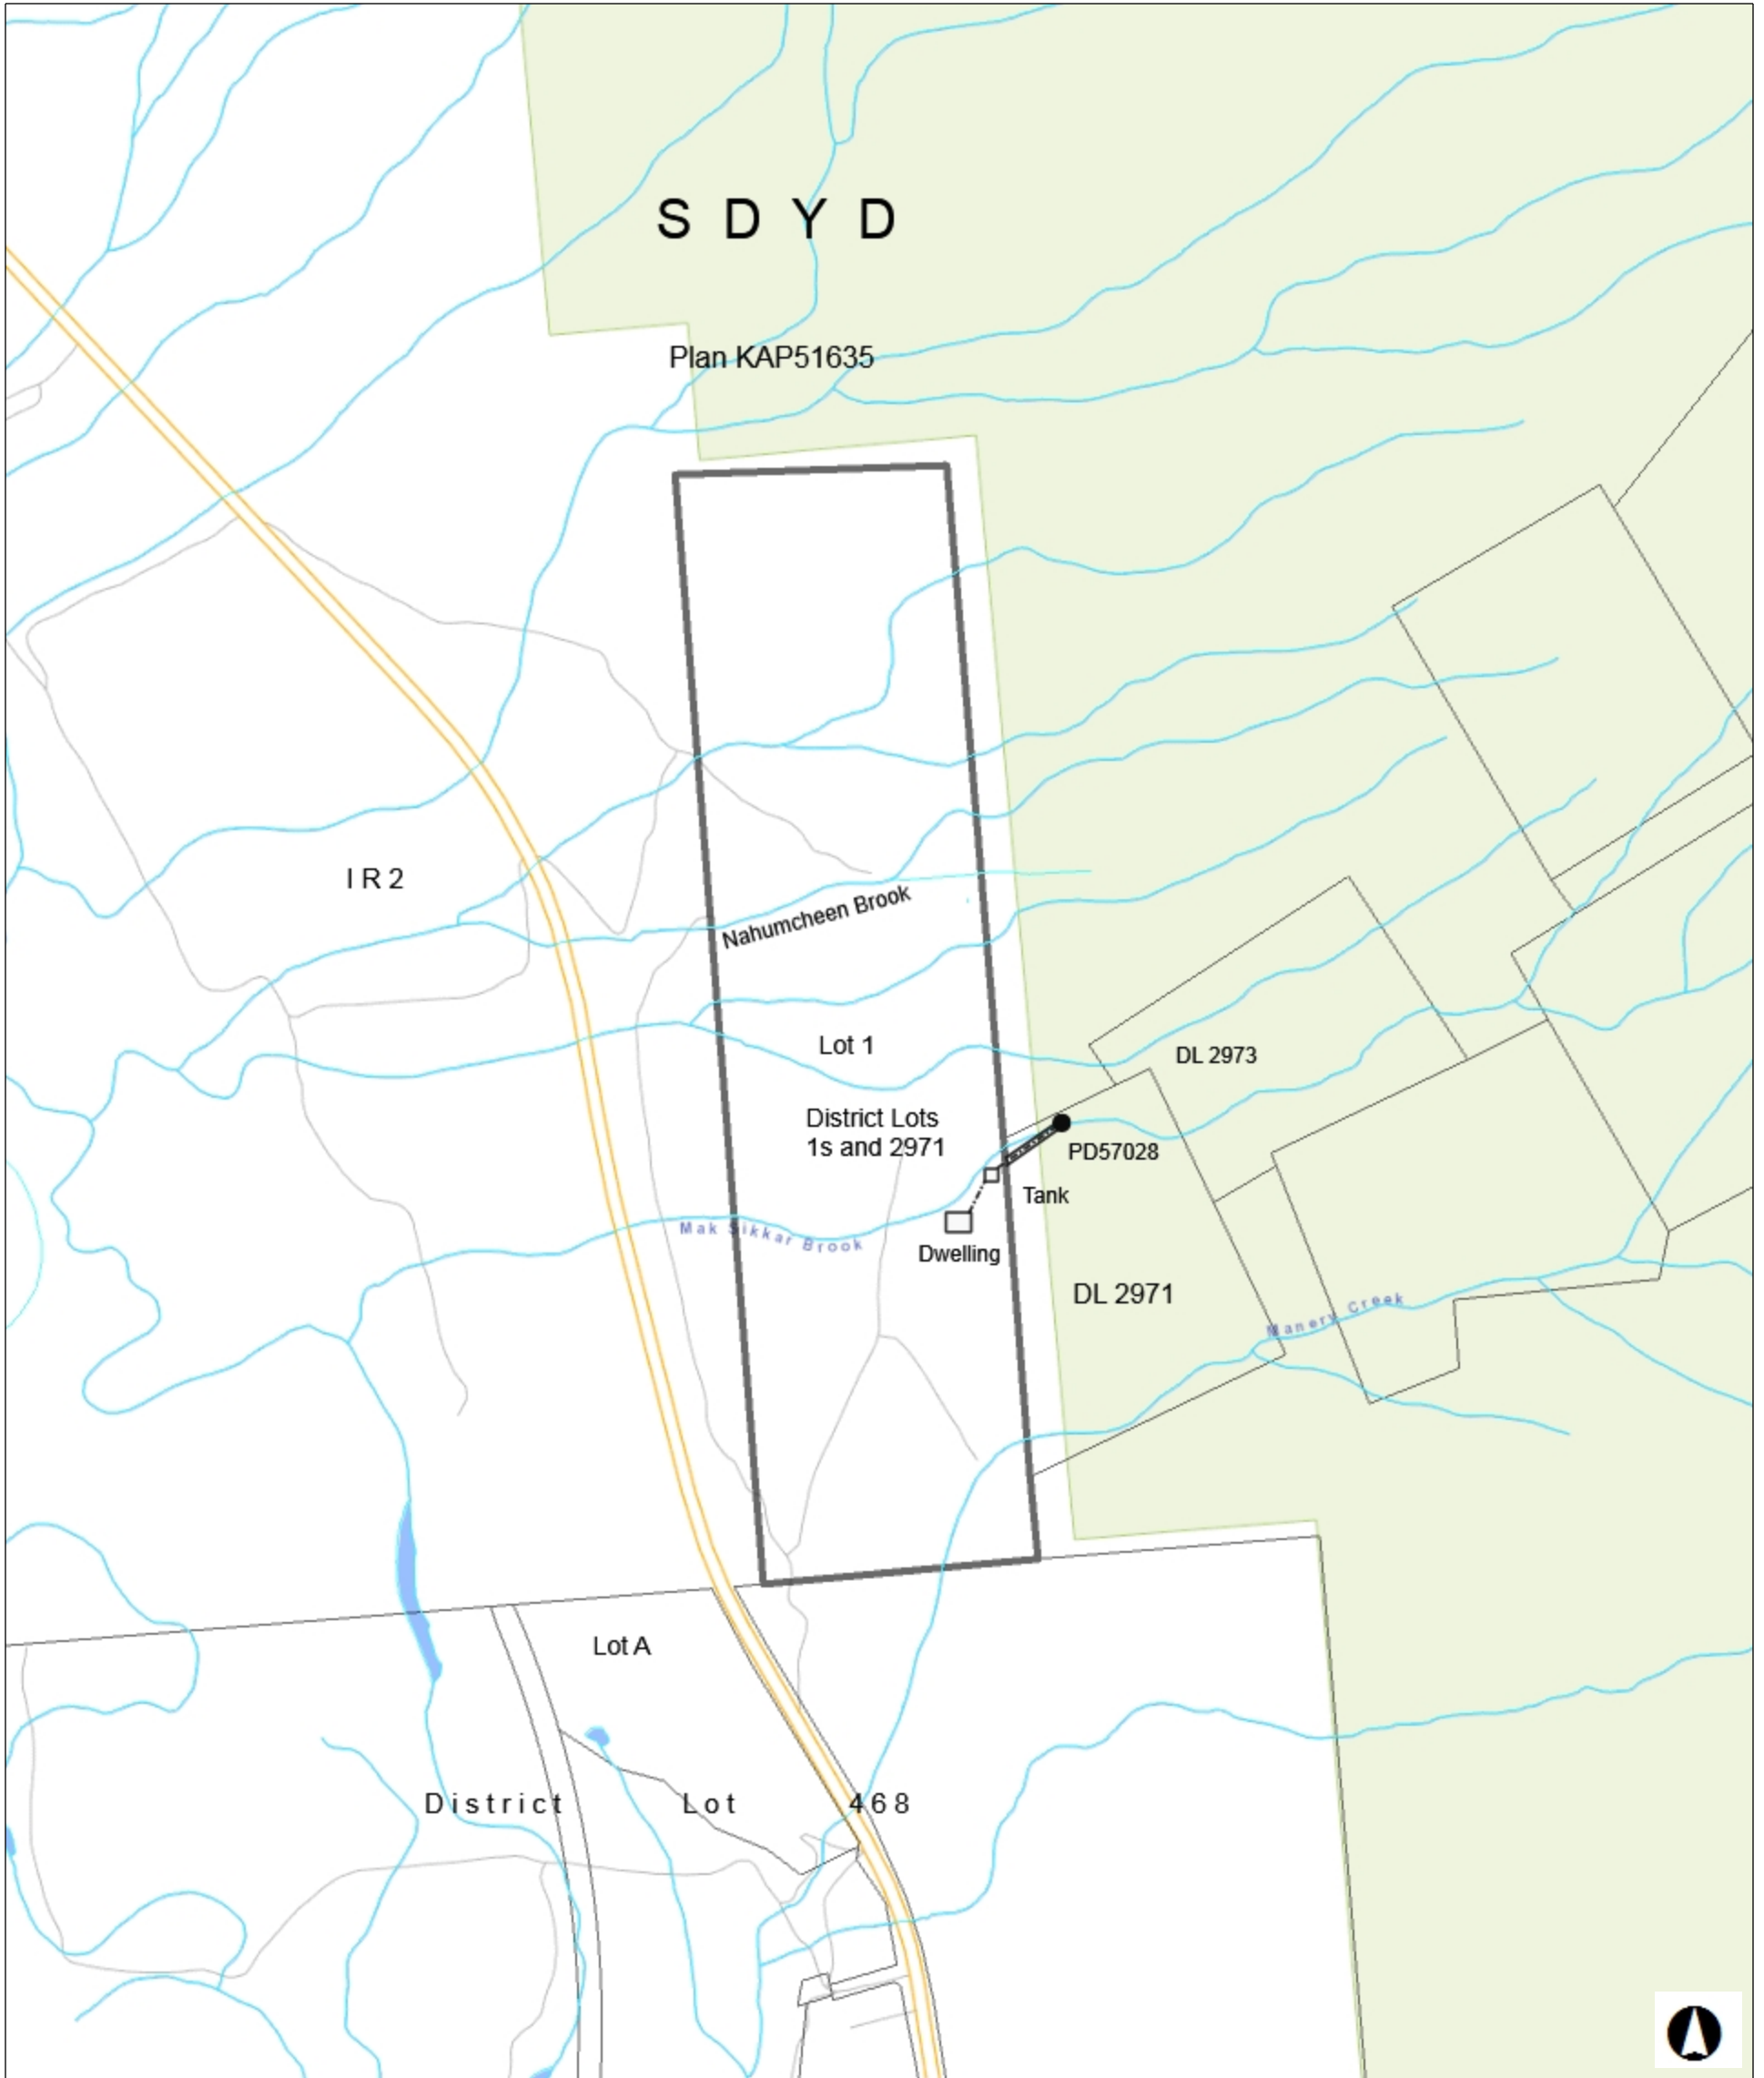 S D Y D
Plan KAP51635
I R 2
Nahumcheen Brook
Lot 1
DL 2973
District Lots
1s and 2971
PD57028
Tank
Mak Sikkar Brook
Dwelling
DL 2971
Manery Creek
Lot A
District Lot 468